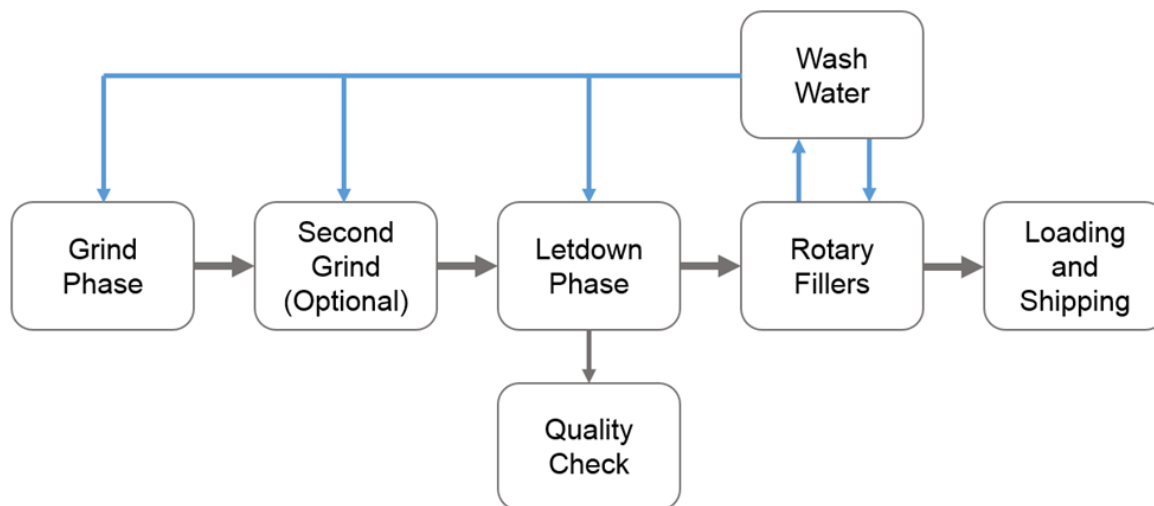 Wash
Water
Grind
Phase
Second
Grind
(Optional)
Letdown
Phase
Rotary
Fillers
Loading
and
Shipping
Quality
Check